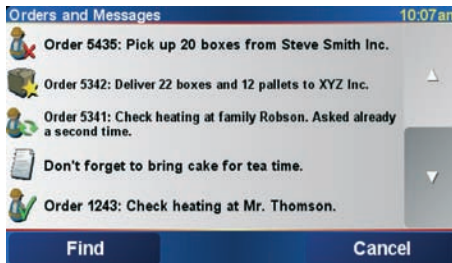 Orders and Messages 10:07am
Order 5435: Pick up 20 boxes from Steve Smith Inc.
Order 5342: Deliver 22 boxes and 12 pallets to XYZ Inc.
Order 5341: Check heating at family Robson. Asked already
a second time.
Don't forget to bring cake for tea time.
Order 1243: Check heating at Mr. Thomson.
Find Cancel